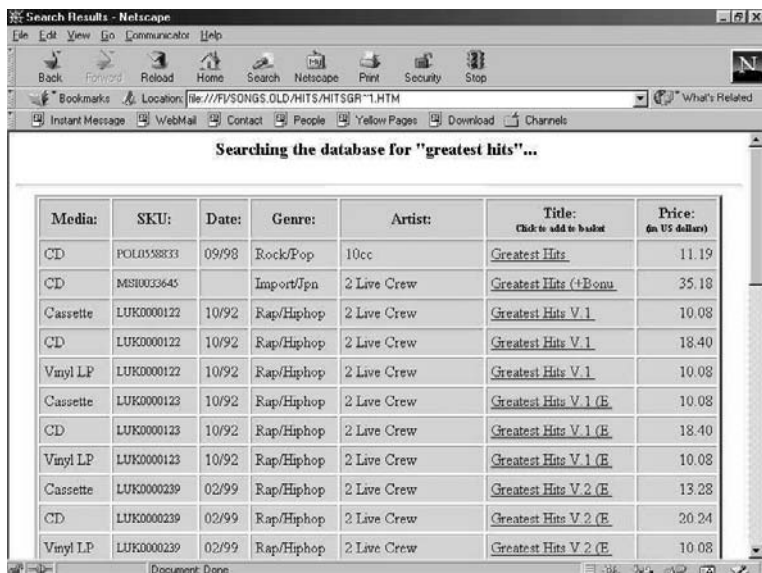 Search Results - Netscape
File Edit View Go Communicator Help
Back Forward Reload Home Search Netscape Print Security Stop
My
N
Bookmarks Location: file:///F|/SONGS.OLD/HITS/HITSGR~1.HTM What's Related
Instant Message WebMail Contact People Yellow Pages Download Channels
Searching the database for "greatest hits"...
Media: SKU: Date: Genre: Artist: Title: Price:
Click to add to basket (in US dollars)
CD POL0558833 09/98 Rock/Pop 10cc Greatest Hits 11.19
CD MSI0033645 Import/Jpn 2 Live Crew Greatest Hits (+Bonu 35.18
Cassette LUK0000122 10/92 Rap/Hiphop 2 Live Crew Greatest Hits V.1 10.08
CD LUK0000122 10/92 Rap/Hiphop 2 Live Crew Greatest Hits V.1 18.40
Vinyl LP LUK0000122 10/92 Rap/Hiphop 2 Live Crew Greatest Hits V.1 10.08
Cassette LUK0000123 10/92 Rap/Hiphop 2 Live Crew Greatest Hits V.1 (E 10.08
CD LUK0000123 10/92 Rap/Hiphop 2 Live Crew Greatest Hits V.1 (E 18.40
Vinyl LP LUK0000123 10/92 Rap/Hiphop 2 Live Crew Greatest Hits V.1 (E 10.08
Cassette LUK0000239 02/99 Rap/Hiphop 2 Live Crew Greatest Hits V.2 (E 13.28
CD LUK0000239 02/99 Rap/Hiphop 2 Live Crew Greatest Hits V.2 (E 20.24
Vinyl LP LUK0000239 02/99 Rap/Hiphop 2 Live Crew Greatest Hits V.2 (E 10.08
Document: Done